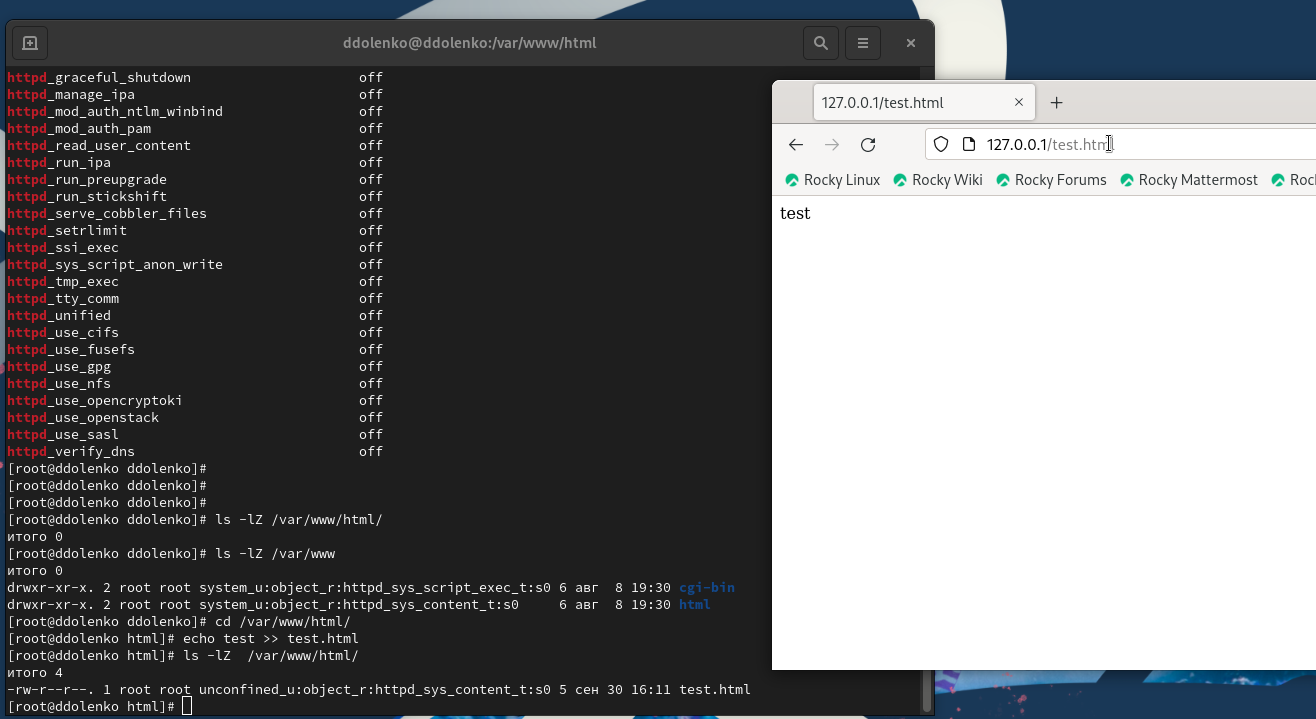 ddolenko@ddolenko:/var/www/html
httpd_graceful_shutdown off
httpd_manage_ipa off
httpd_mod_auth_ntlm_winbind off
httpd_mod_auth_pam off
httpd_read_user_content off
httpd_run_ipa off
httpd_run_preupgrade off
httpd_run_stickshift off
httpd_serve_cobbler_files off
httpd_setrlimit off
httpd_ssi_exec off
httpd_sys_script_anon_write off
httpd_tmp_exec off
httpd_tty_comm off
httpd_unified off
httpd_use_cifs off
httpd_use_fusefs off
httpd_use_gpg off
httpd_use_nfs off
httpd_use_opencryptoki off
httpd_use_openstack off
httpd_use_sasl off
httpd_verify_dns off
[root@ddolenko ddolenko]#
[root@ddolenko ddolenko]#
[root@ddolenko ddolenko]#
[root@ddolenko ddolenko]# ls -lZ /var/www/html/
итого 0
[root@ddolenko ddolenko]# ls -lZ /var/www
итого 0
drwxr-xr-x. 2 root root system_u:object_r:httpd_sys_script_exec_t:s0 6 авг  8 19:30 cgi-bin
drwxr-xr-x. 2 root root system_u:object_r:httpd_sys_content_t:s0     6 авг  8 19:30 html
[root@ddolenko ddolenko]# cd /var/www/html/
[root@ddolenko html]# echo test >> test.html
[root@ddolenko html]# ls -lZ  /var/www/html/
итого 4
-rw-r--r--. 1 root root unconfined_u:object_r:httpd_sys_content_t:s0 5 сен 30 16:11 test.html
[root@ddolenko html]#
127.0.0.1/test.html
127.0.0.1/test.html
Rocky Linux Rocky Wiki Rocky Forums Rocky Mattermost Roc
test